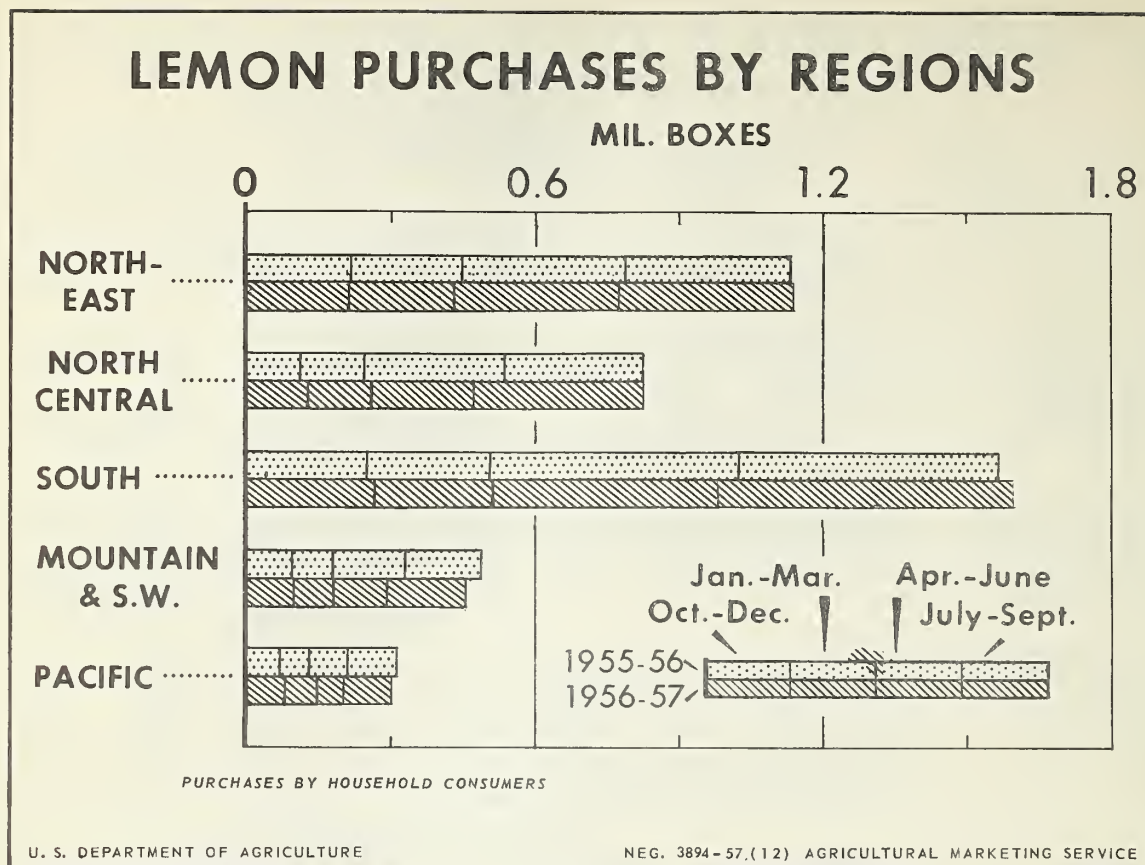 LEMON PURCHASES BY REGIONS
MIL. BOXES
0 0.6 1.2 1.8
NORTH-
EAST
NORTH
CENTRAL
SOUTH
MOUNTAIN
& S.W.
PACIFIC
Jan.-Mar. Apr.-June
Oct.-Dec. July-Sept.
1955-56
1956-57
PURCHASES BY HOUSEHOLD CONSUMERS
U. S. DEPARTMENT OF AGRICULTURE NEG. 3894-57(12) AGRICULTURAL MARKETING SERVICE